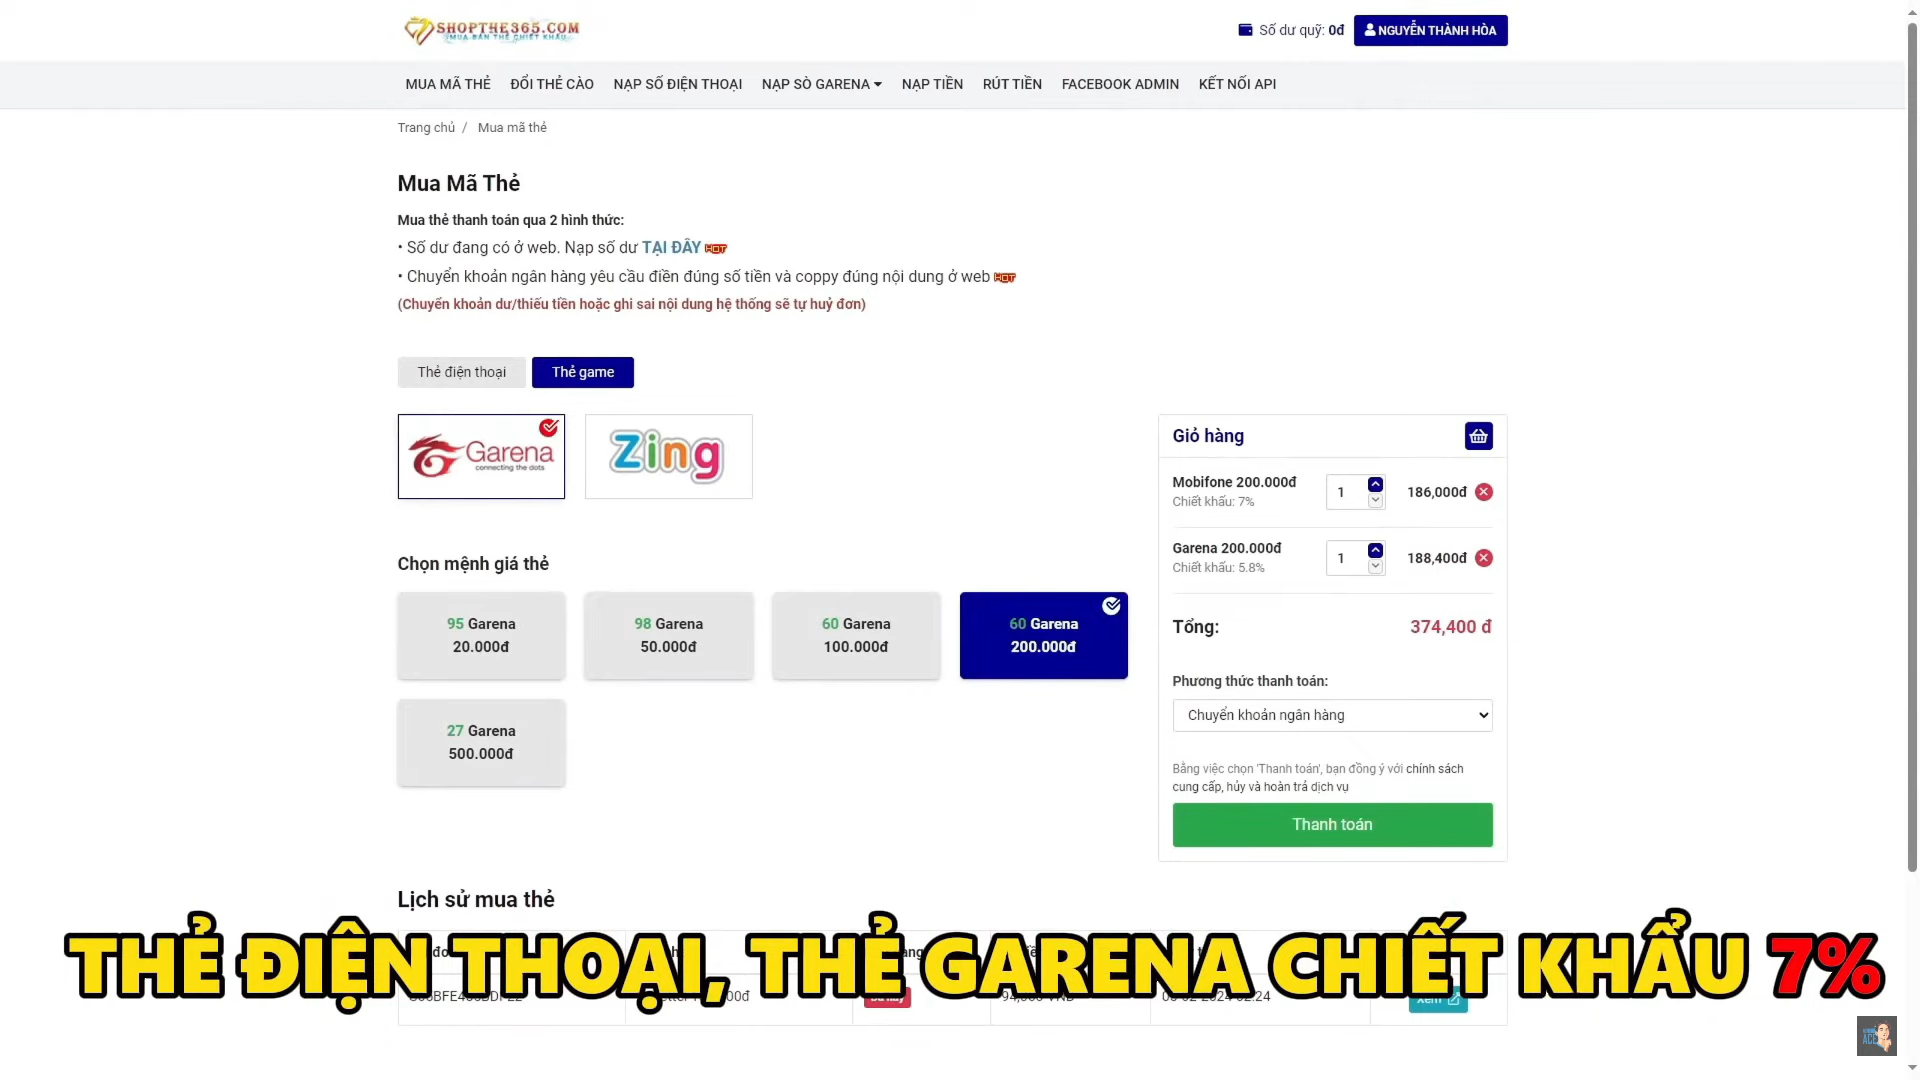 SHOPTHE365.COM
MUA BÁN THẺ CHIẾT KHẤU
Số dư quỹ: 0đ
NGUYỄN THÀNH HÒA
MUA MÃ THẺ
ĐỔI THẺ CÀO
NẠP SỐ ĐIỆN THOẠI
NẠP SÒ GARENA
NẠP TIỀN
RÚT TIỀN
FACEBOOK ADMIN
KẾT NỐI API
Trang chủ / Mua mã thẻ
Mua Mã Thẻ
Mua thẻ thanh toán qua 2 hình thức:
• Số dư đang có ở web. Nạp số dư TẠI ĐÂY HOT
• Chuyển khoản ngân hàng yêu cầu điền đúng số tiền và coppy đúng nội dung ở web HOT
(Chuyển khoản dư/thiếu tiền hoặc ghi sai nội dung hệ thống sẽ tự huỷ đơn)
Thẻ điện thoại
Thẻ game
Garena
connecting the dots
Zing
Chọn mệnh giá thẻ
95 Garena
20.000đ
98 Garena
50.000đ
60 Garena
100.000đ
60 Garena
200.000đ
27 Garena
500.000đ
Giỏ hàng
Mobifone 200.000đ
Chiết khấu: 7%
1
186,000đ
Garena 200.000đ
Chiết khấu: 5.8%
1
188,400đ
Tổng: 374,400 đ
Phương thức thanh toán:
Chuyển khoản ngân hàng
Bằng việc chọn 'Thanh toán', bạn đồng ý với chính sách
cung cấp, hủy và hoàn trả dịch vụ
Thanh toán
Lịch sử mua thẻ
THẺ ĐIỆN THOẠI, THẺ GARENA CHIẾT KHẨU 7%
Xem